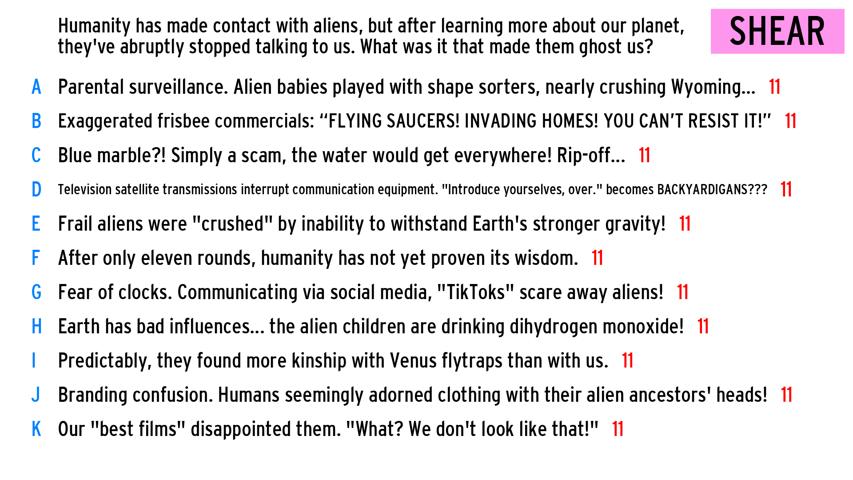 Humanity has made contact with aliens, but after learning more about our planet,
they've abruptly stopped talking to us. What was it that made them ghost us?
SHEAR
A Parental surveillance. Alien babies played with shape sorters, nearly crushing Wyoming... 11
B Exaggerated frisbee commercials: “FLYING SAUCERS! INVADING HOMES! YOU CAN’T RESIST IT!” 11
C Blue marble?! Simply a scam, the water would get everywhere! Rip-off... 11
D Television satellite transmissions interrupt communication equipment. "Introduce yourselves, over." becomes BACKYARDIGANS??? 11
E Frail aliens were "crushed" by inability to withstand Earth's stronger gravity! 11
F After only eleven rounds, humanity has not yet proven its wisdom. 11
G Fear of clocks. Communicating via social media, "TikToks" scare away aliens! 11
H Earth has bad influences... the alien children are drinking dihydrogen monoxide! 11
I Predictably, they found more kinship with Venus flytraps than with us. 11
J Branding confusion. Humans seemingly adorned clothing with their alien ancestors' heads! 11
K Our "best films" disappointed them. "What? We don't look like that!" 11